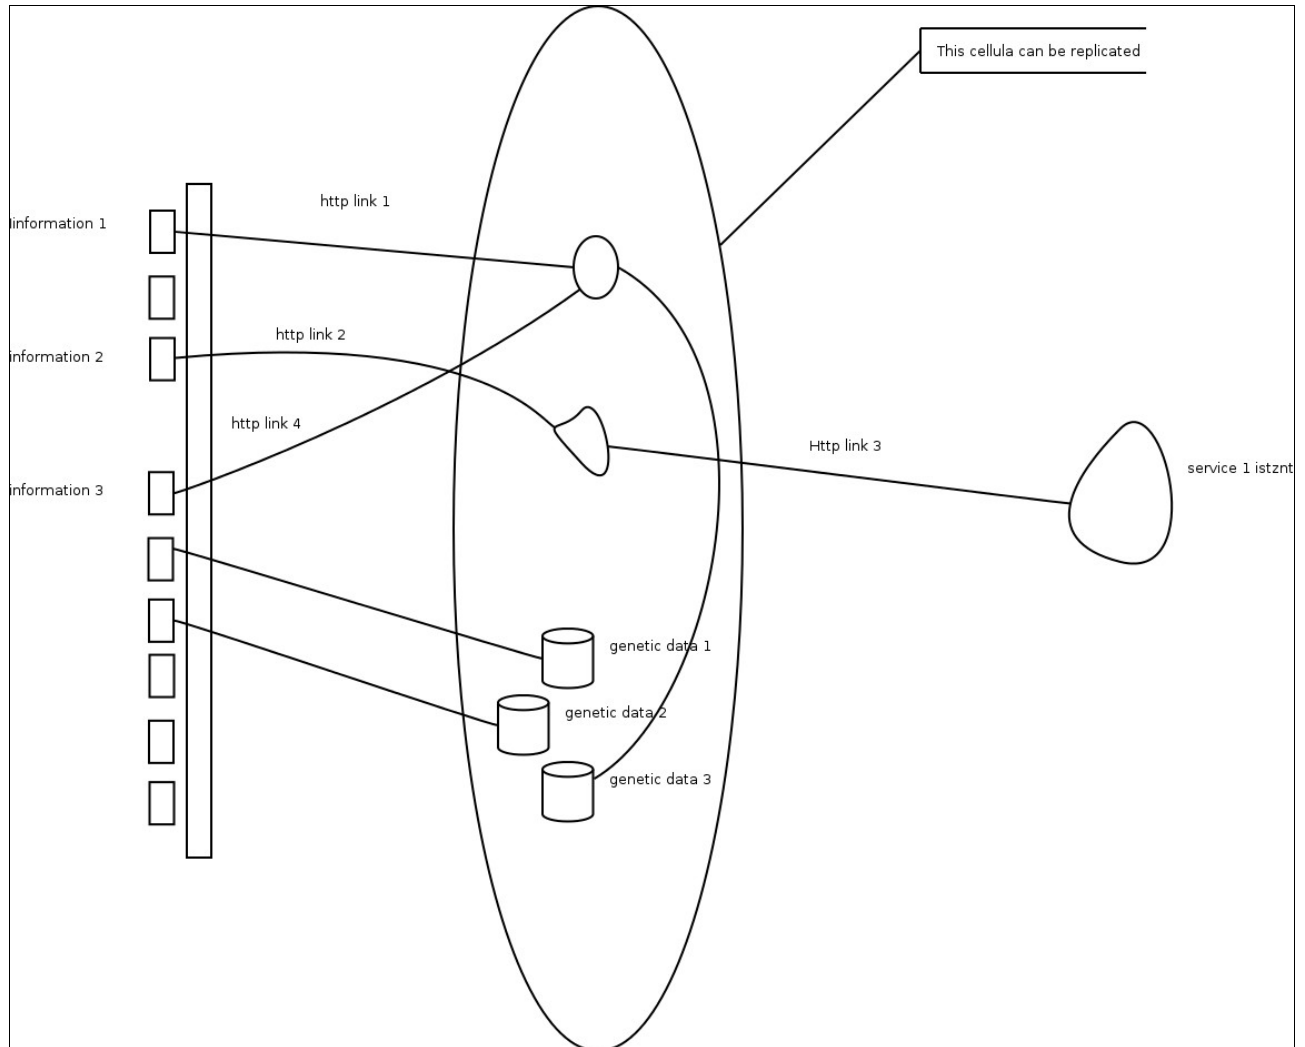 This cellula can be replicated
http link 1
Iinformation 1
http link 2
information 2
http link 4
Http link 3
service 1 istznt
information 3
genetic data 1
genetic data 2
genetic data 3